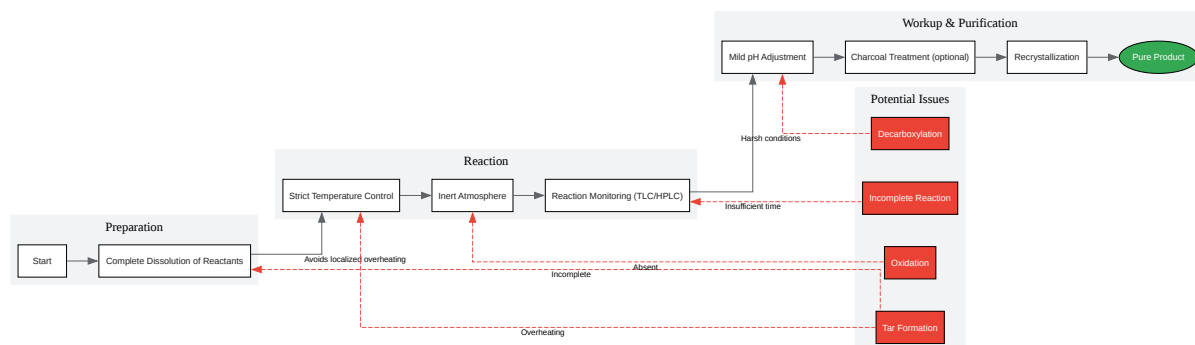 Workup & Purification
Mild pH Adjustment
Charcoal Treatment (optional)
Recrystallization
Pure Product
Potential Issues
Decarboxylation
Harsh conditions
Reaction
Strict Temperature Control
Inert Atmosphere
Reaction Monitoring (TLC/HPLC)
Incomplete Reaction
Insufficient time
Preparation
Start
Complete Dissolution of Reactants
Avoids localized overheating
Absent
Oxidation
Incomplete
Tar Formation
Overheating